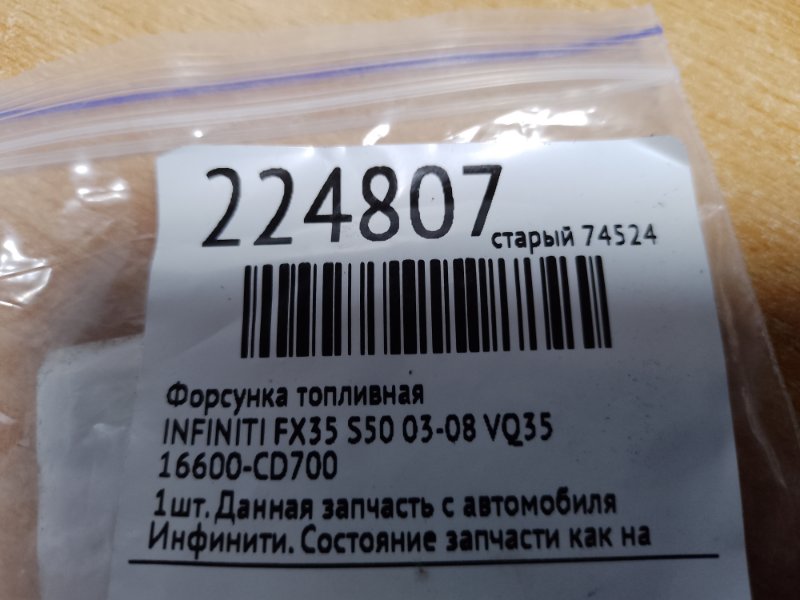 224807
старый 74524
Форсунка топливная
INFINITI FX35 S50 03-08 VQ35
16600-CD700
1шт. Данная запчасть с автомобиля
Инфинити. Состояние запчасти как на